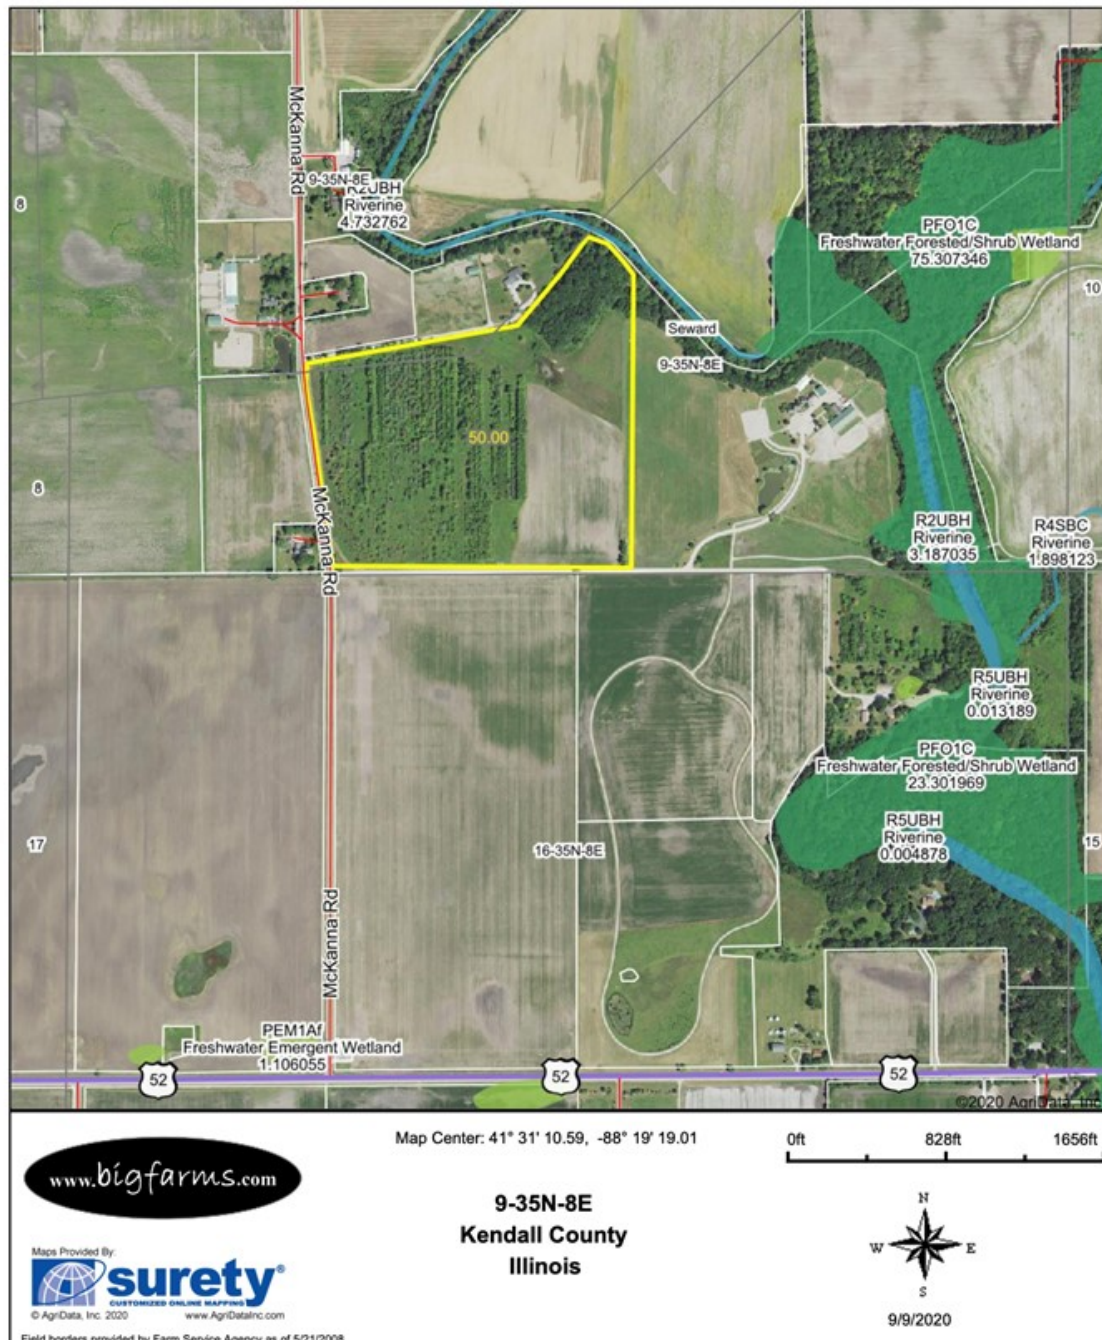 McKanna Rd
8
9-35N-8E
R2UBH
Riverine
4.732762
PFO1C
Freshwater Forested/Shrub Wetland
75.307346
10
Seward
9-35N-8E
50.00
8
McKanna Rd
R2UBH
Riverine
3.187035
R4SBC
Riverine
1.898123
R5UBH
Riverine
0.013189
PFO1C
Freshwater Forested/Shrub Wetland
23.301969
R5UBH
Riverine
0.004878
17
16-35N-8E
15
McKanna Rd
PEM1Af
Freshwater Emergent Wetland
1.106055
52
52
52
©2020 AgriData, Inc.
www.bigfarms.com
Map Center: 41° 31' 10.59, -88° 19' 19.01
0ft 828ft 1656ft
9-35N-8E
Kendall County
Illinois
N
W E
S
9/9/2020
Maps Provided By:
surety®
CUSTOMIZED ONLINE MAPPING
© AgriData, Inc. 2020 www.AgriDataInc.com
Field borders provided by Farm Service Agency as of 5/21/2008.